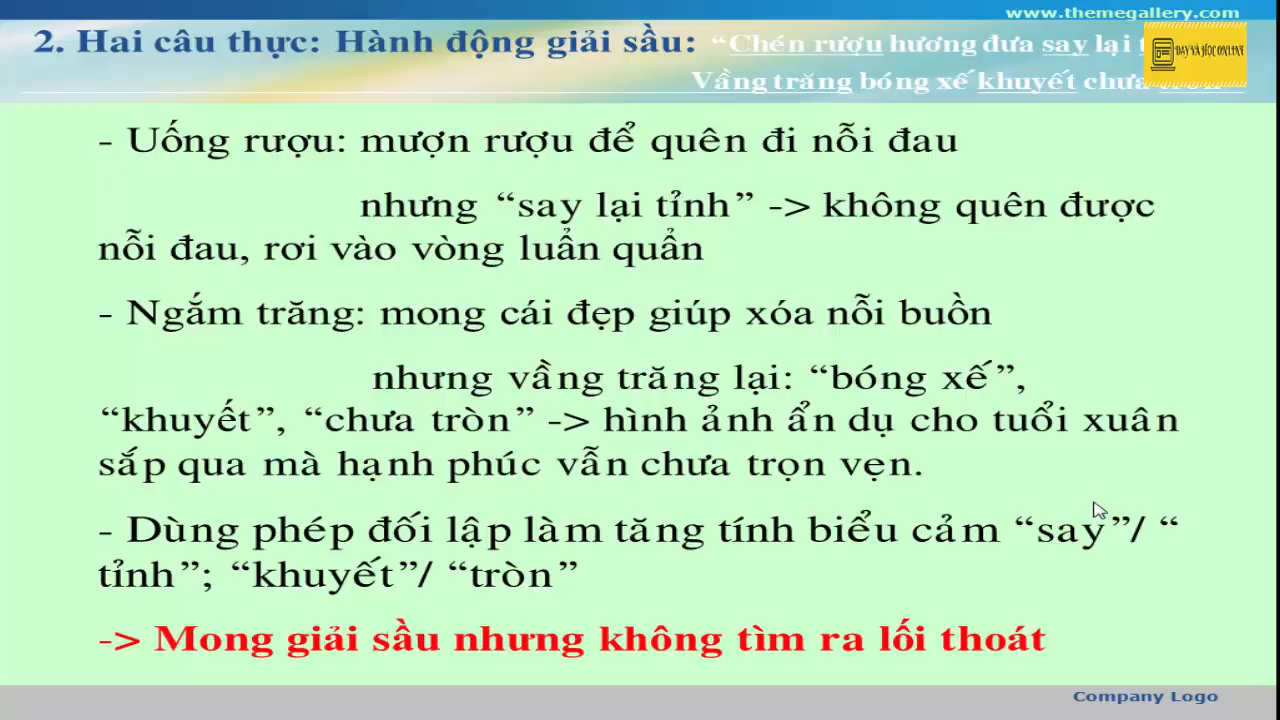 www.themegallery.com
2. Hai câu thực: Hành động giải sầu: “Chén rượu hương đưa say lại t
DẠY VÀ HỌC ONLINE
Vầng trăng bóng xế khuyết chưa
- Uống rượu: mượn rượu để quên đi nỗi đau
nhưng “say lại tỉnh” -> không quên được
nỗi đau, rơi vào vòng luẩn quẩn
- Ngắm trăng: mong cái đẹp giúp xóa nỗi buồn
nhưng vầng trăng lại: “bóng xế”,
“khuyết”, “chưa tròn” -> hình ảnh ẩn dụ cho tuổi xuân
sắp qua mà hạnh phúc vẫn chưa trọn vẹn.
- Dùng phép đối lập làm tăng tính biểu cảm “say”/ “
tỉnh”; “khuyết”/ “tròn”
-> Mong giải sầu nhưng không tìm ra lối thoát
Company Logo